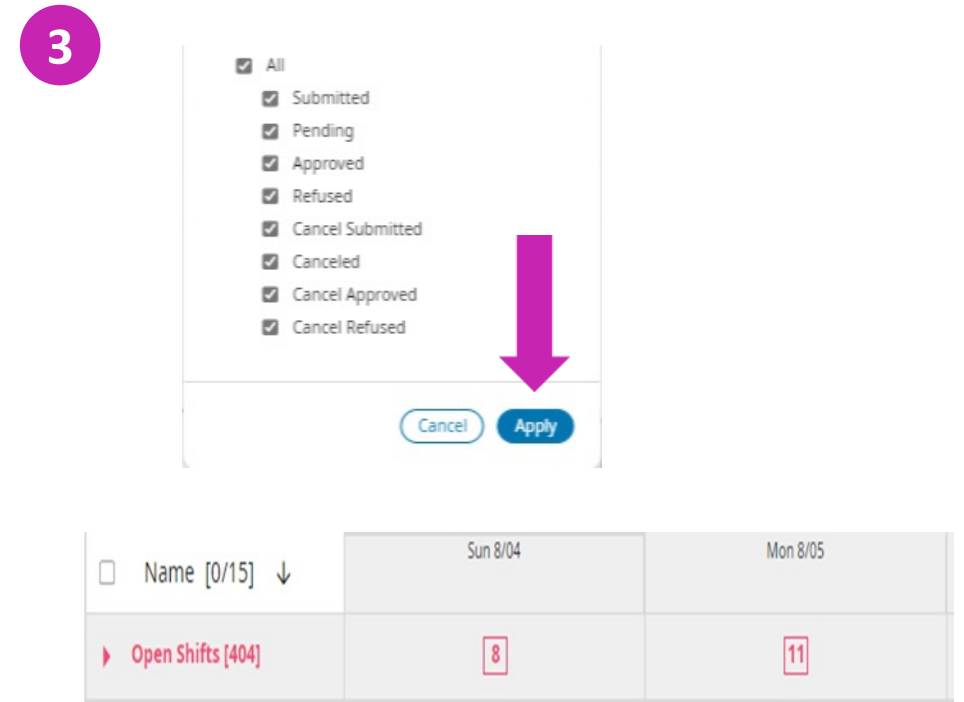 3
All
Submitted
Pending
Approved
Refused
Cancel Submitted
Canceled
Cancel Approved
Cancel Refused
Cancel Apply
Name [0/15] ↓ Sun 8/04 Mon 8/05
Open Shifts [404] 8 11